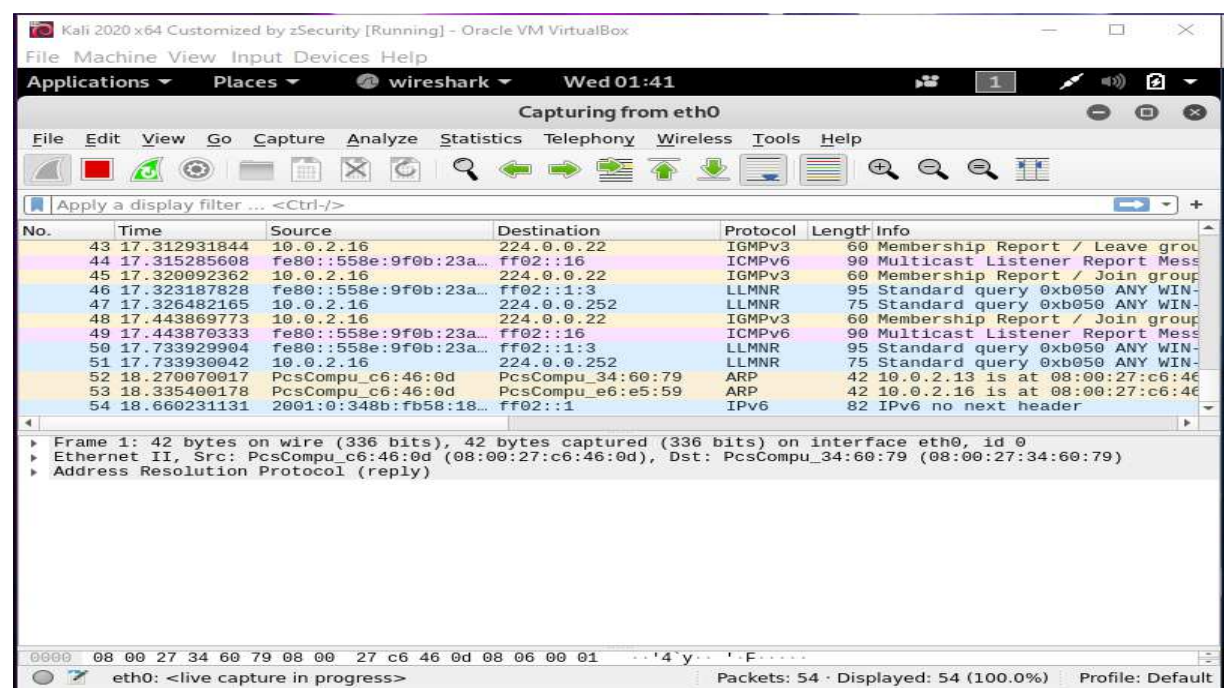 Kali 2020 x64 Customized by zSecurity [Running] - Oracle VM VirtualBox
File Machine View Input Devices Help
Applications Places wireshark Wed 01:41 1
Capturing from eth0
File Edit View Go Capture Analyze Statistics Telephony Wireless Tools Help
Apply a display filter ... <Ctrl-/> +
No. Time Source Destination Protocol Length Info
43 17.312931844 10.0.2.16 224.0.0.22 IGMPv3 60 Membership Report / Leave grou
44 17.315285608 fe80::558e:9f0b:23a… ff02::16 ICMPv6 90 Multicast Listener Report Mess
45 17.320092362 10.0.2.16 224.0.0.22 IGMPv3 60 Membership Report / Join group
46 17.323187828 fe80::558e:9f0b:23a… ff02::1:3 LLMNR 95 Standard query 0xb050 ANY WIN-
47 17.326482165 10.0.2.16 224.0.0.252 LLMNR 75 Standard query 0xb050 ANY WIN-
48 17.443869773 10.0.2.16 224.0.0.22 IGMPv3 60 Membership Report / Join group
49 17.443870333 fe80::558e:9f0b:23a… ff02::16 ICMPv6 90 Multicast Listener Report Mess
50 17.733929904 fe80::558e:9f0b:23a… ff02::1:3 LLMNR 95 Standard query 0xb050 ANY WIN-
51 17.733930042 10.0.2.16 224.0.0.252 LLMNR 75 Standard query 0xb050 ANY WIN-
52 18.270070017 PcsCompu_c6:46:0d PcsCompu_34:60:79 ARP 42 10.0.2.13 is at 08:00:27:c6:46
53 18.335400178 PcsCompu_c6:46:0d PcsCompu_e6:e5:59 ARP 42 10.0.2.16 is at 08:00:27:c6:46
54 18.660231131 2001:0:348b:fb58:18… ff02::1 IPv6 82 IPv6 no next header
Frame 1: 42 bytes on wire (336 bits), 42 bytes captured (336 bits) on interface eth0, id 0
Ethernet II, Src: PcsCompu_c6:46:0d (08:00:27:c6:46:0d), Dst: PcsCompu_34:60:79 (08:00:27:34:60:79)
Address Resolution Protocol (reply)
0000 08 00 27 34 60 79 08 00 27 c6 46 0d 08 06 00 01 ··'4`y·· '·F·····
eth0: <live capture in progress> Packets: 54 · Displayed: 54 (100.0%) Profile: Default